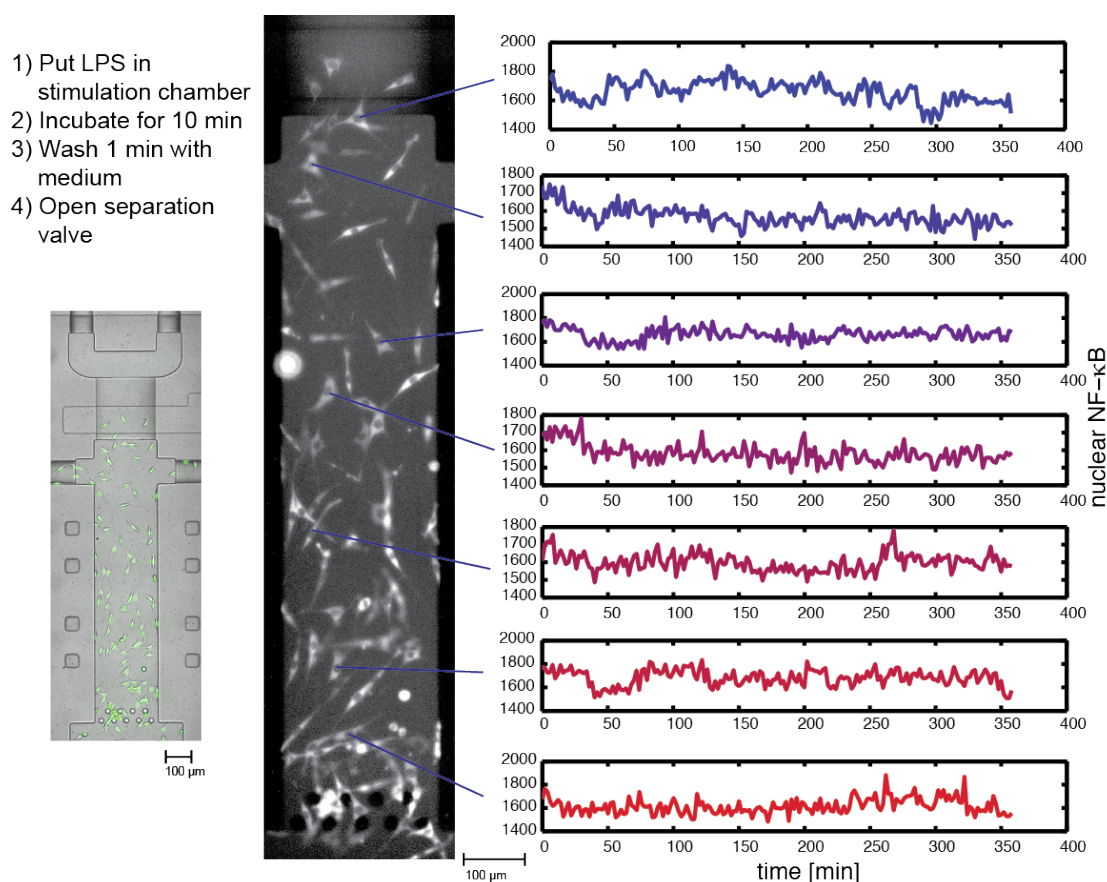 1) Put LPS in
stimulation chamber
2) Incubate for 10 min
3) Wash 1 min with
medium
4) Open separation
valve
100 μm
100 μm
2000
1800
1600
1400
0 50 100 150 200 250 300 350 400
1800
1700
1600
1500
1400
0 50 100 150 200 250 300 350 400
2000
1800
1600
1400
0 50 100 150 200 250 300 350 400
1800
1700
1600
1500
1400
0 50 100 150 200 250 300 350 400
1800
1700
1600
1500
1400
0 50 100 150 200 250 300 350 400
2000
1800
1600
1400
0 50 100 150 200 250 300 350 400
2000
1800
1600
1400
0 50 100 150 200 250 300 350 400
time [min]
nuclear NF−κB